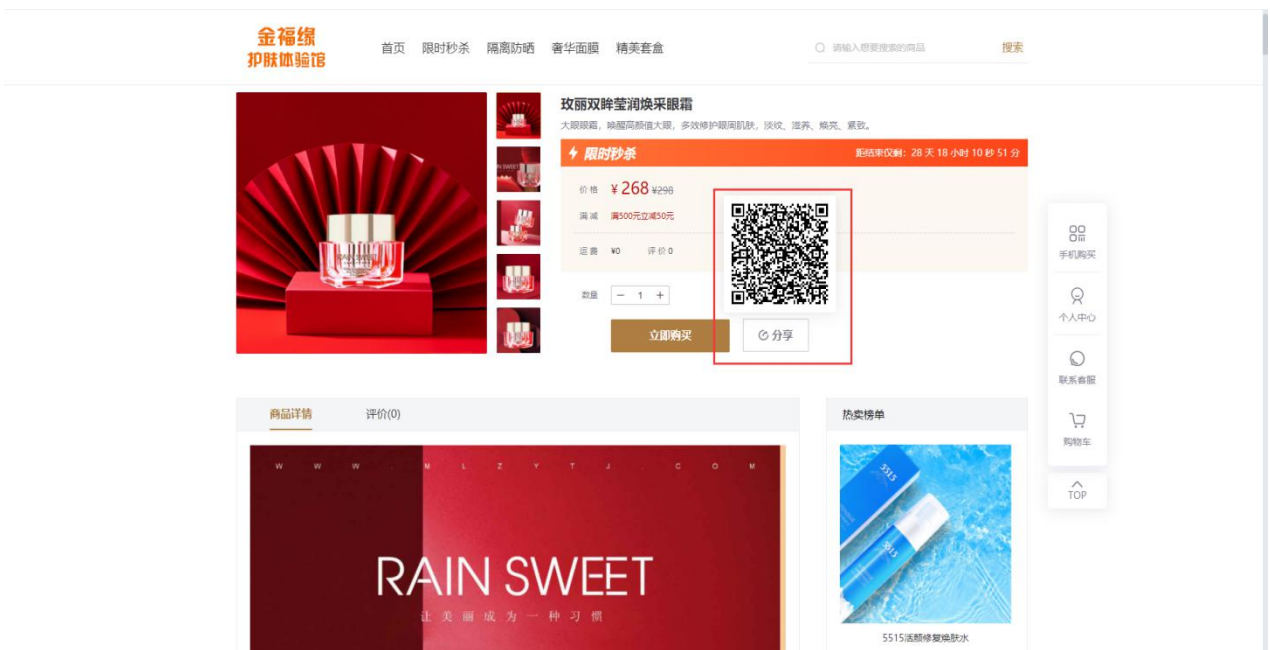 金福缘
护肤体验馆
首页 限时秒杀 隔离防晒 奢华面膜 精美套盒
请输入您要搜索的商品 搜索
玫丽双眸莹润焕采眼霜
大眼眼霜，唤醒高颜值大眼，多效修护眼周肌肤，淡纹、滋养、焕亮、紧致。
限时秒杀 距结束仅剩：28 天 18 小时 10 秒 51 分
价格 ¥ 268 ¥298
满减 满500元立减50元
运费 ¥0 评价 0
数量 － 1 ＋
立即购买 分享
手机购买
个人中心
联系客服
购物车
TOP
商品详情 评价(0)
热卖榜单
WWW.MLZYTJ.COM
RAIN SWEET
让美丽成为一种习惯
5515
5515
5515活颜修复焕肤水